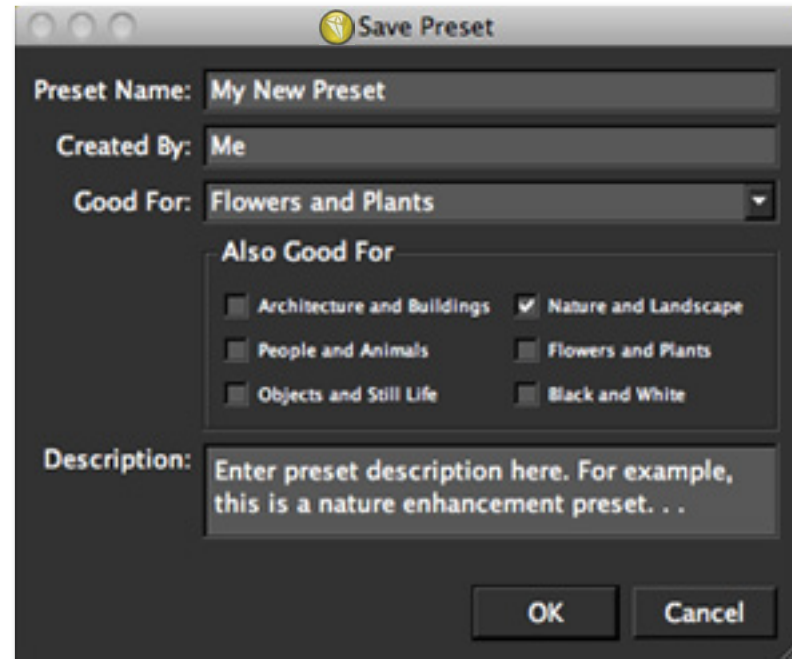 Save Preset
Preset Name: My New Preset
Created By: Me
Good For: Flowers and Plants
Also Good For
Architecture and Buildings Nature and Landscape
People and Animals Flowers and Plants
Objects and Still Life Black and White
Description: Enter preset description here. For example,
this is a nature enhancement preset. . .
OK Cancel